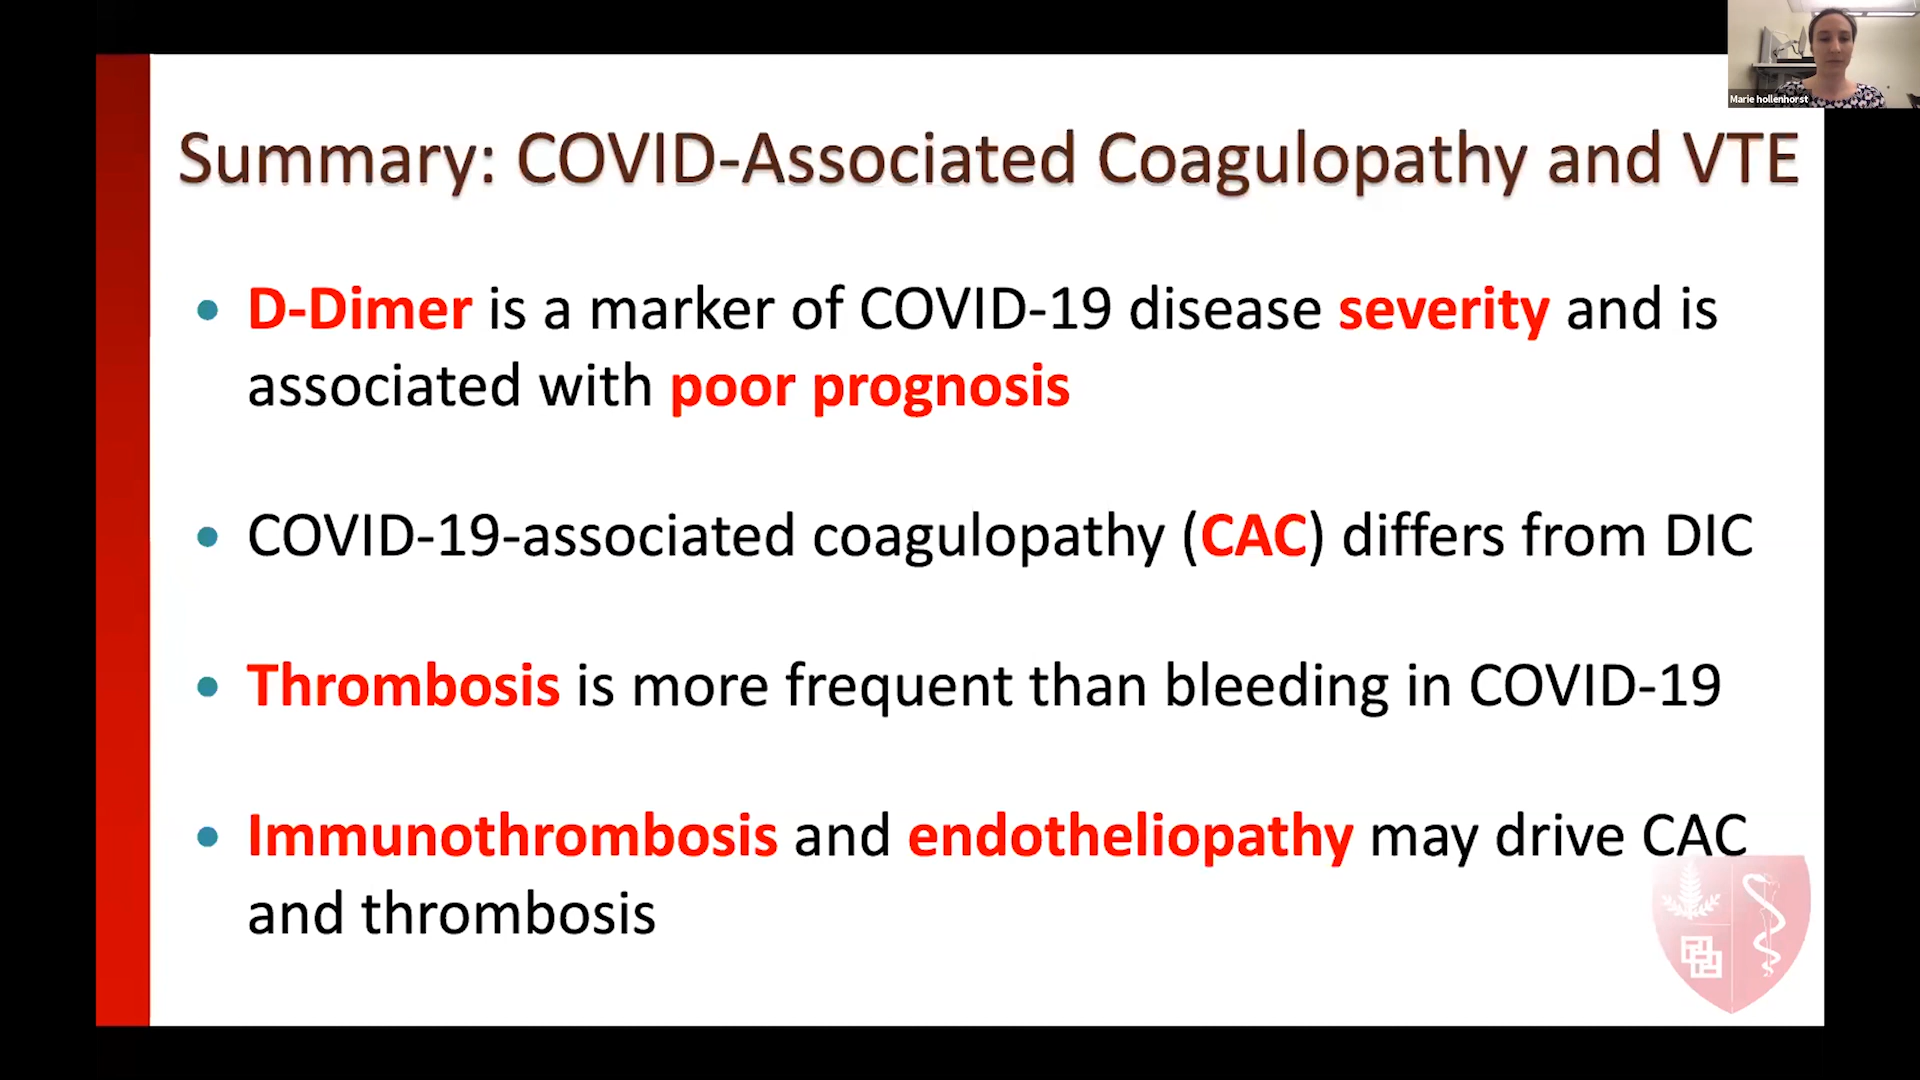 Marie hollenhorst
Summary: COVID-Associated Coagulopathy and VTE
D-Dimer is a marker of COVID-19 disease severity and is
associated with poor prognosis
COVID-19-associated coagulopathy (CAC) differs from DIC
Thrombosis is more frequent than bleeding in COVID-19
Immunothrombosis and endotheliopathy may drive CAC
and thrombosis